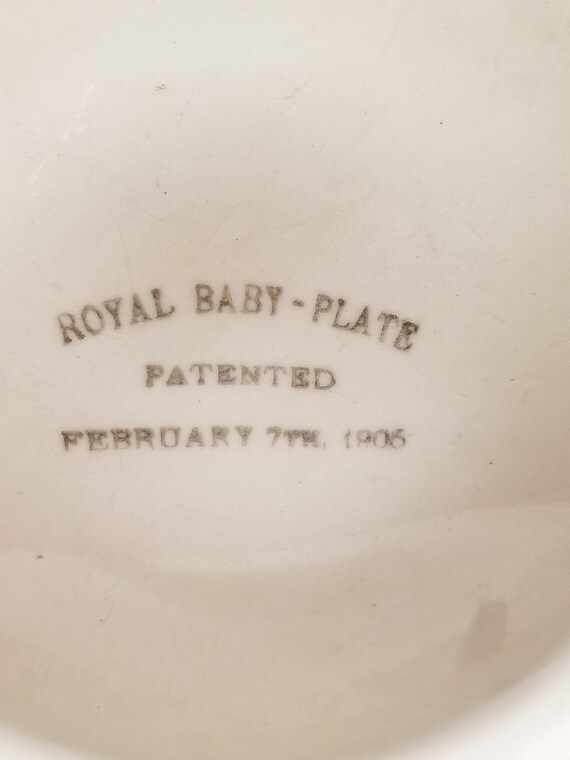 ROYAL BABY-PLATE
PATENTED
FEBRUARY 7TH, 1905